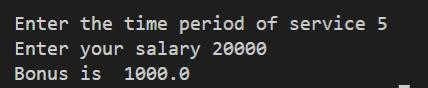 Enter the time period of service 5
Enter your salary 20000
Bonus is  1000.0